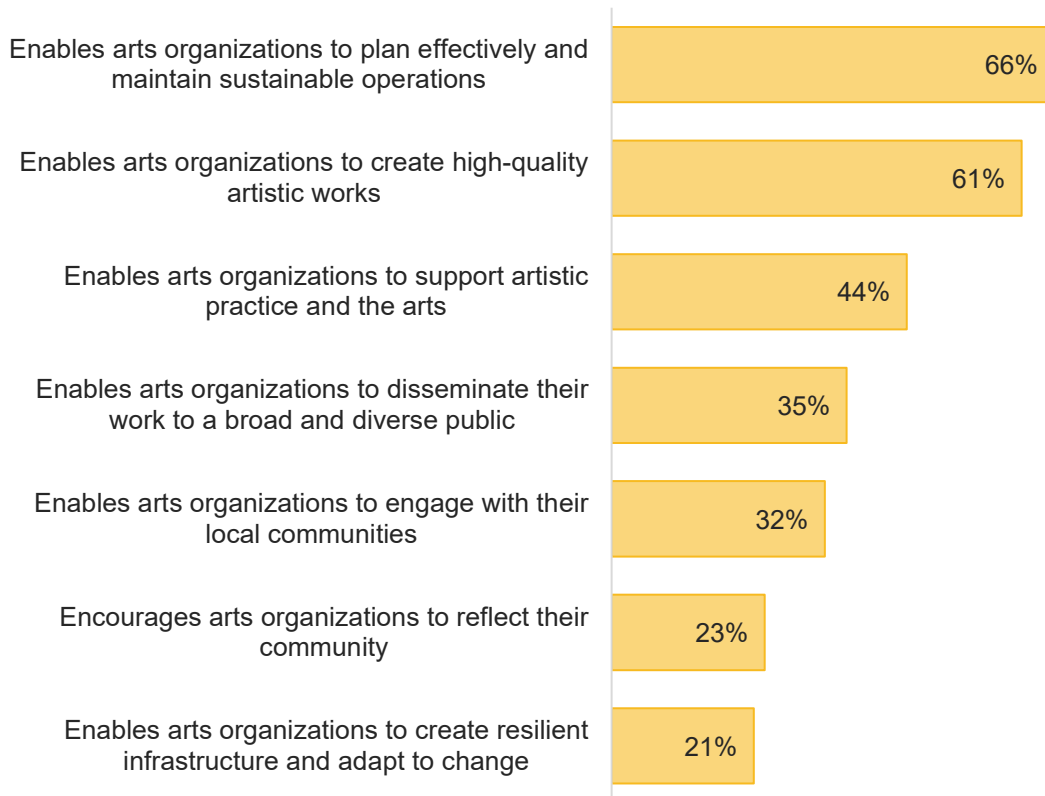 Enables arts organizations to plan effectively and
maintain sustainable operations
66%
Enables arts organizations to create high-quality
artistic works
61%
Enables arts organizations to support artistic
practice and the arts
44%
Enables arts organizations to disseminate their
work to a broad and diverse public
35%
Enables arts organizations to engage with their
local communities
32%
Encourages arts organizations to reflect their
community
23%
Enables arts organizations to create resilient
infrastructure and adapt to change
21%